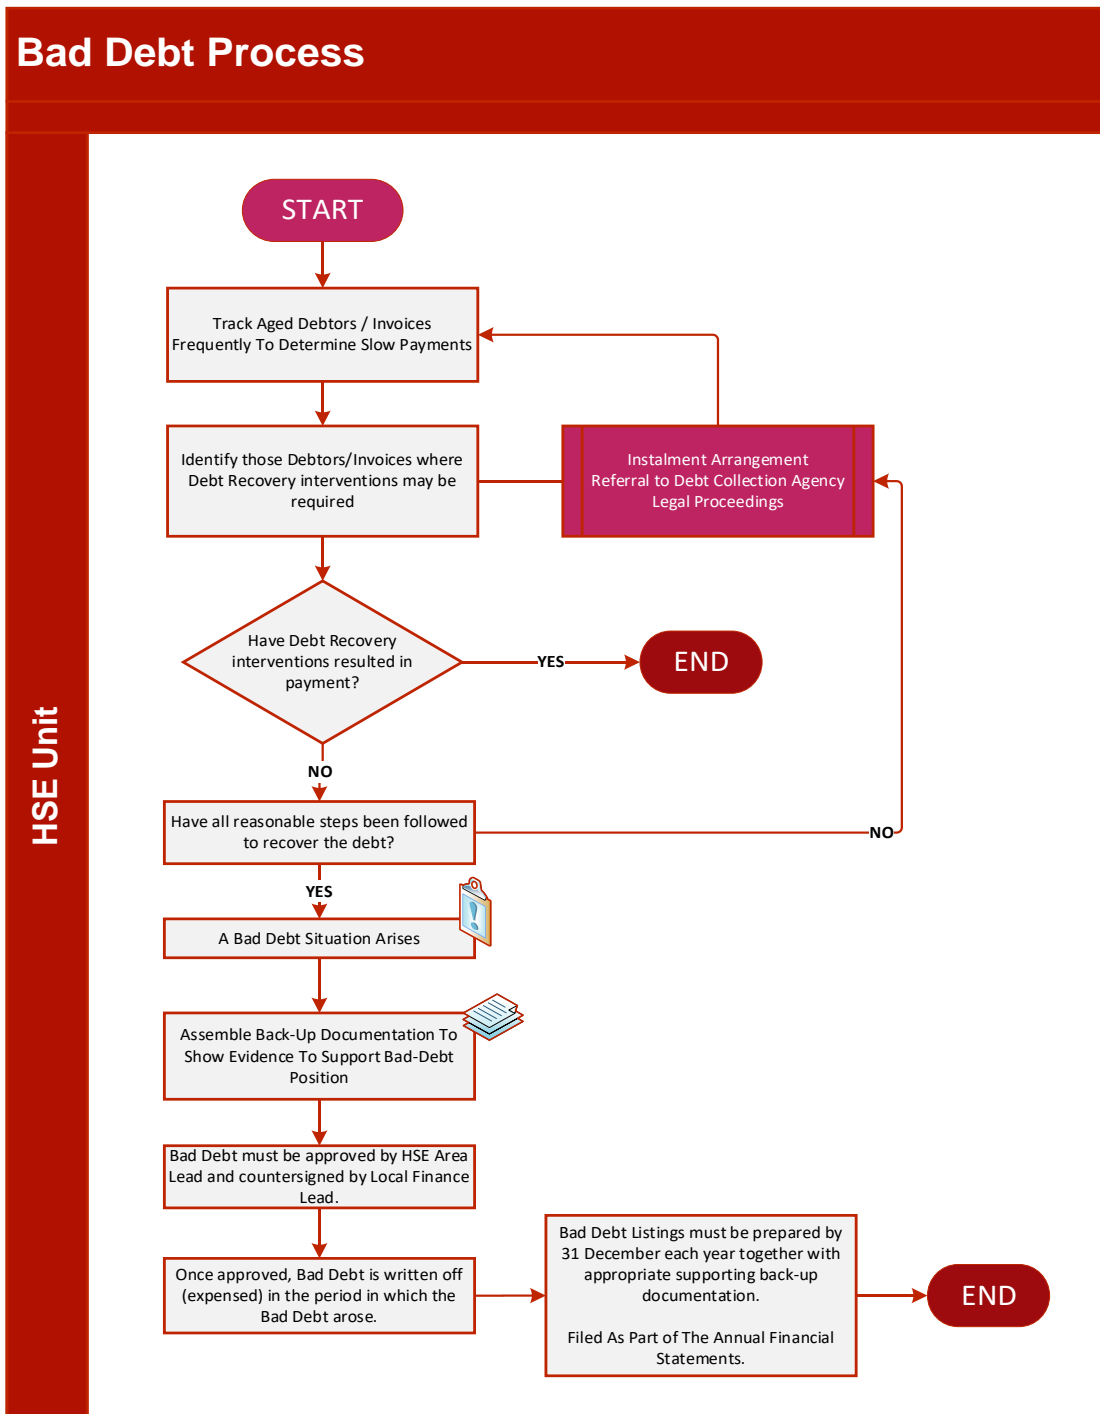 Bad Debt Process
HSE Unit
START
Track Aged Debtors / Invoices
Frequently To Determine Slow Payments
Identify those Debtors/Invoices where
Debt Recovery interventions may be
required
Instalment Arrangement
Referral to Debt Collection Agency
Legal Proceedings
Have Debt Recovery
interventions resulted in
payment?
YES
END
NO
Have all reasonable steps been followed
to recover the debt?
NO
YES
A Bad Debt Situation Arises
Assemble Back-Up Documentation To
Show Evidence To Support Bad-Debt
Position
Bad Debt must be approved by HSE Area
Lead and countersigned by Local Finance
Lead.
Once approved, Bad Debt is written off
(expensed) in the period in which the
Bad Debt arose.
Bad Debt Listings must be prepared by
31 December each year together with
appropriate supporting back-up
documentation.
Filed As Part of The Annual Financial
Statements.
END